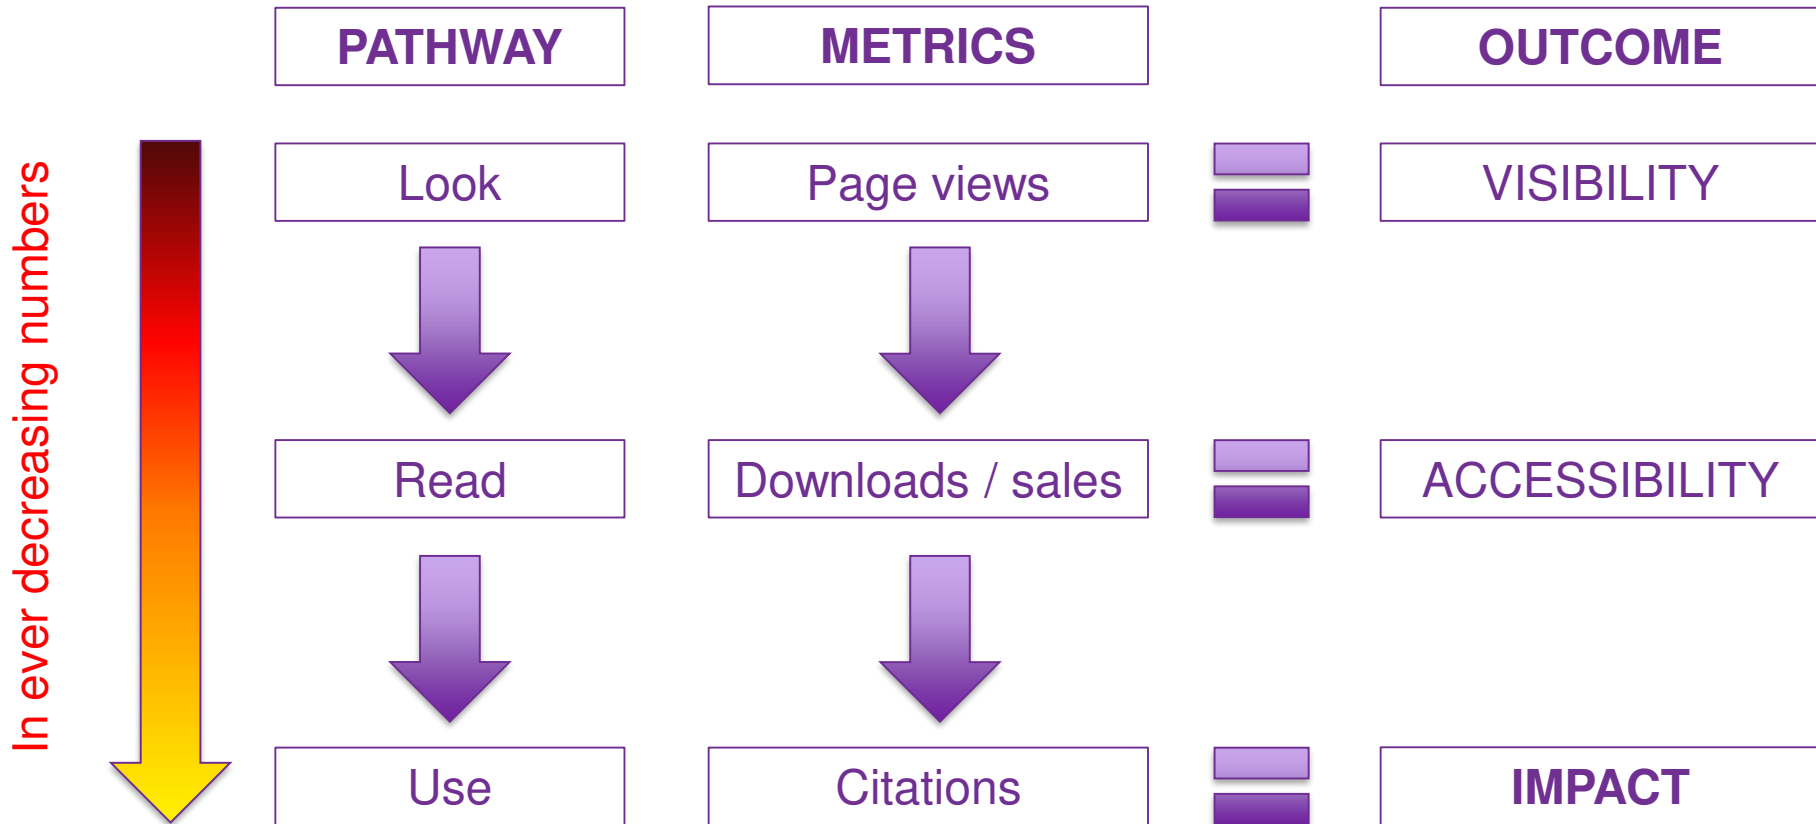 PATHWAY
METRICS
OUTCOME
In ever decreasing numbers
Look
Page views
VISIBILITY
Read
Downloads / sales
ACCESSIBILITY
Use
Citations
IMPACT